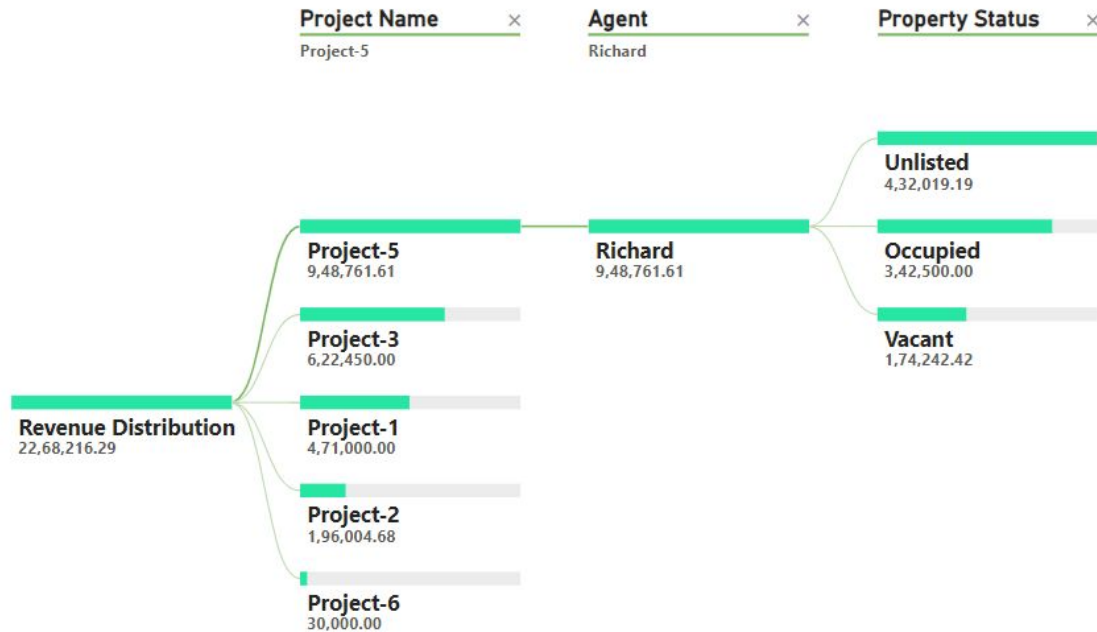 Project Name ×
Project-5
Agent ×
Richard
Property Status ×
Revenue Distribution
22,68,216.29
Project-5
9,48,761.61
Project-3
6,22,450.00
Project-1
4,71,000.00
Project-2
1,96,004.68
Project-6
30,000.00
Richard
9,48,761.61
Unlisted
4,32,019.19
Occupied
3,42,500.00
Vacant
1,74,242.42